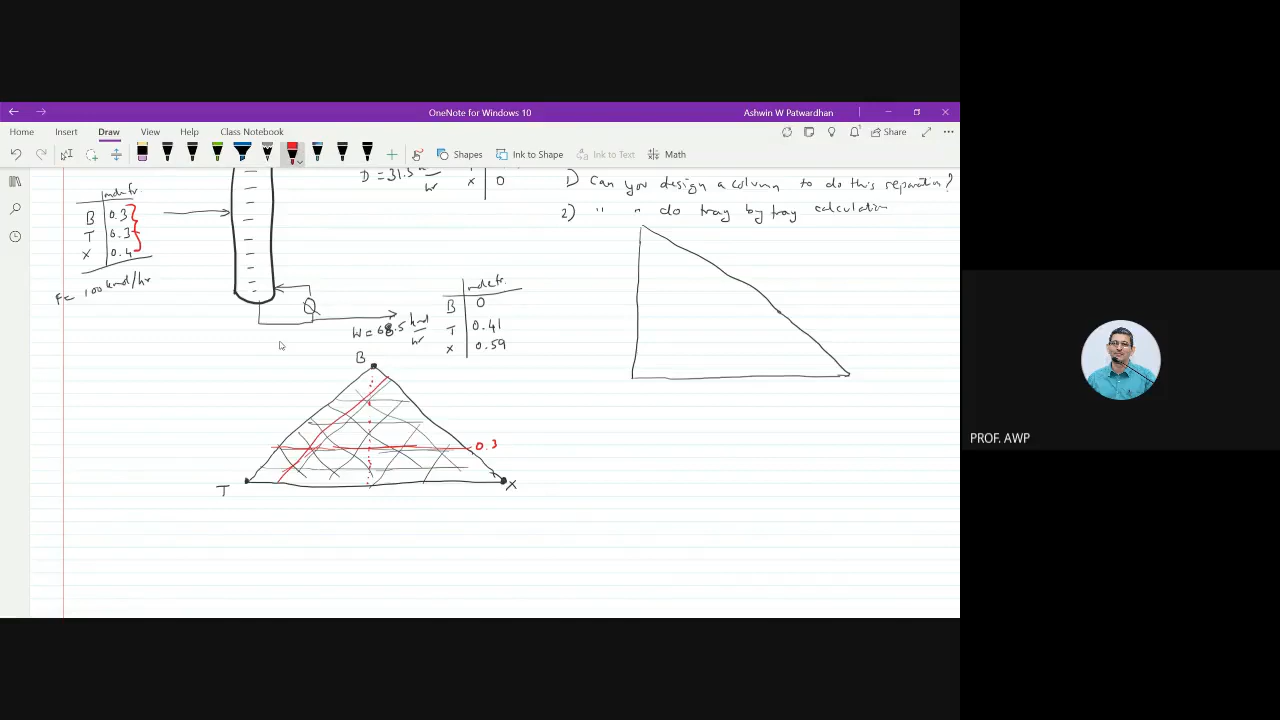 OneNote for Windows 10
Ashwin W Patwardhan
Home Insert Draw View Help Class Notebook
Share
Shapes Ink to Shape Ink to Text Math
D = 31.5
hr
X 0
1) Can you design a column to do this separation?
2) " " do tray by tray calculation
mole fr.
B 0.3
T 0.3
X 0.4
F = 100 kmol/hr
mole fr.
B 0
T 0.41
X 0.59
W = 68.5 kmol
hr
B
0.3
T
X
PROF. AWP